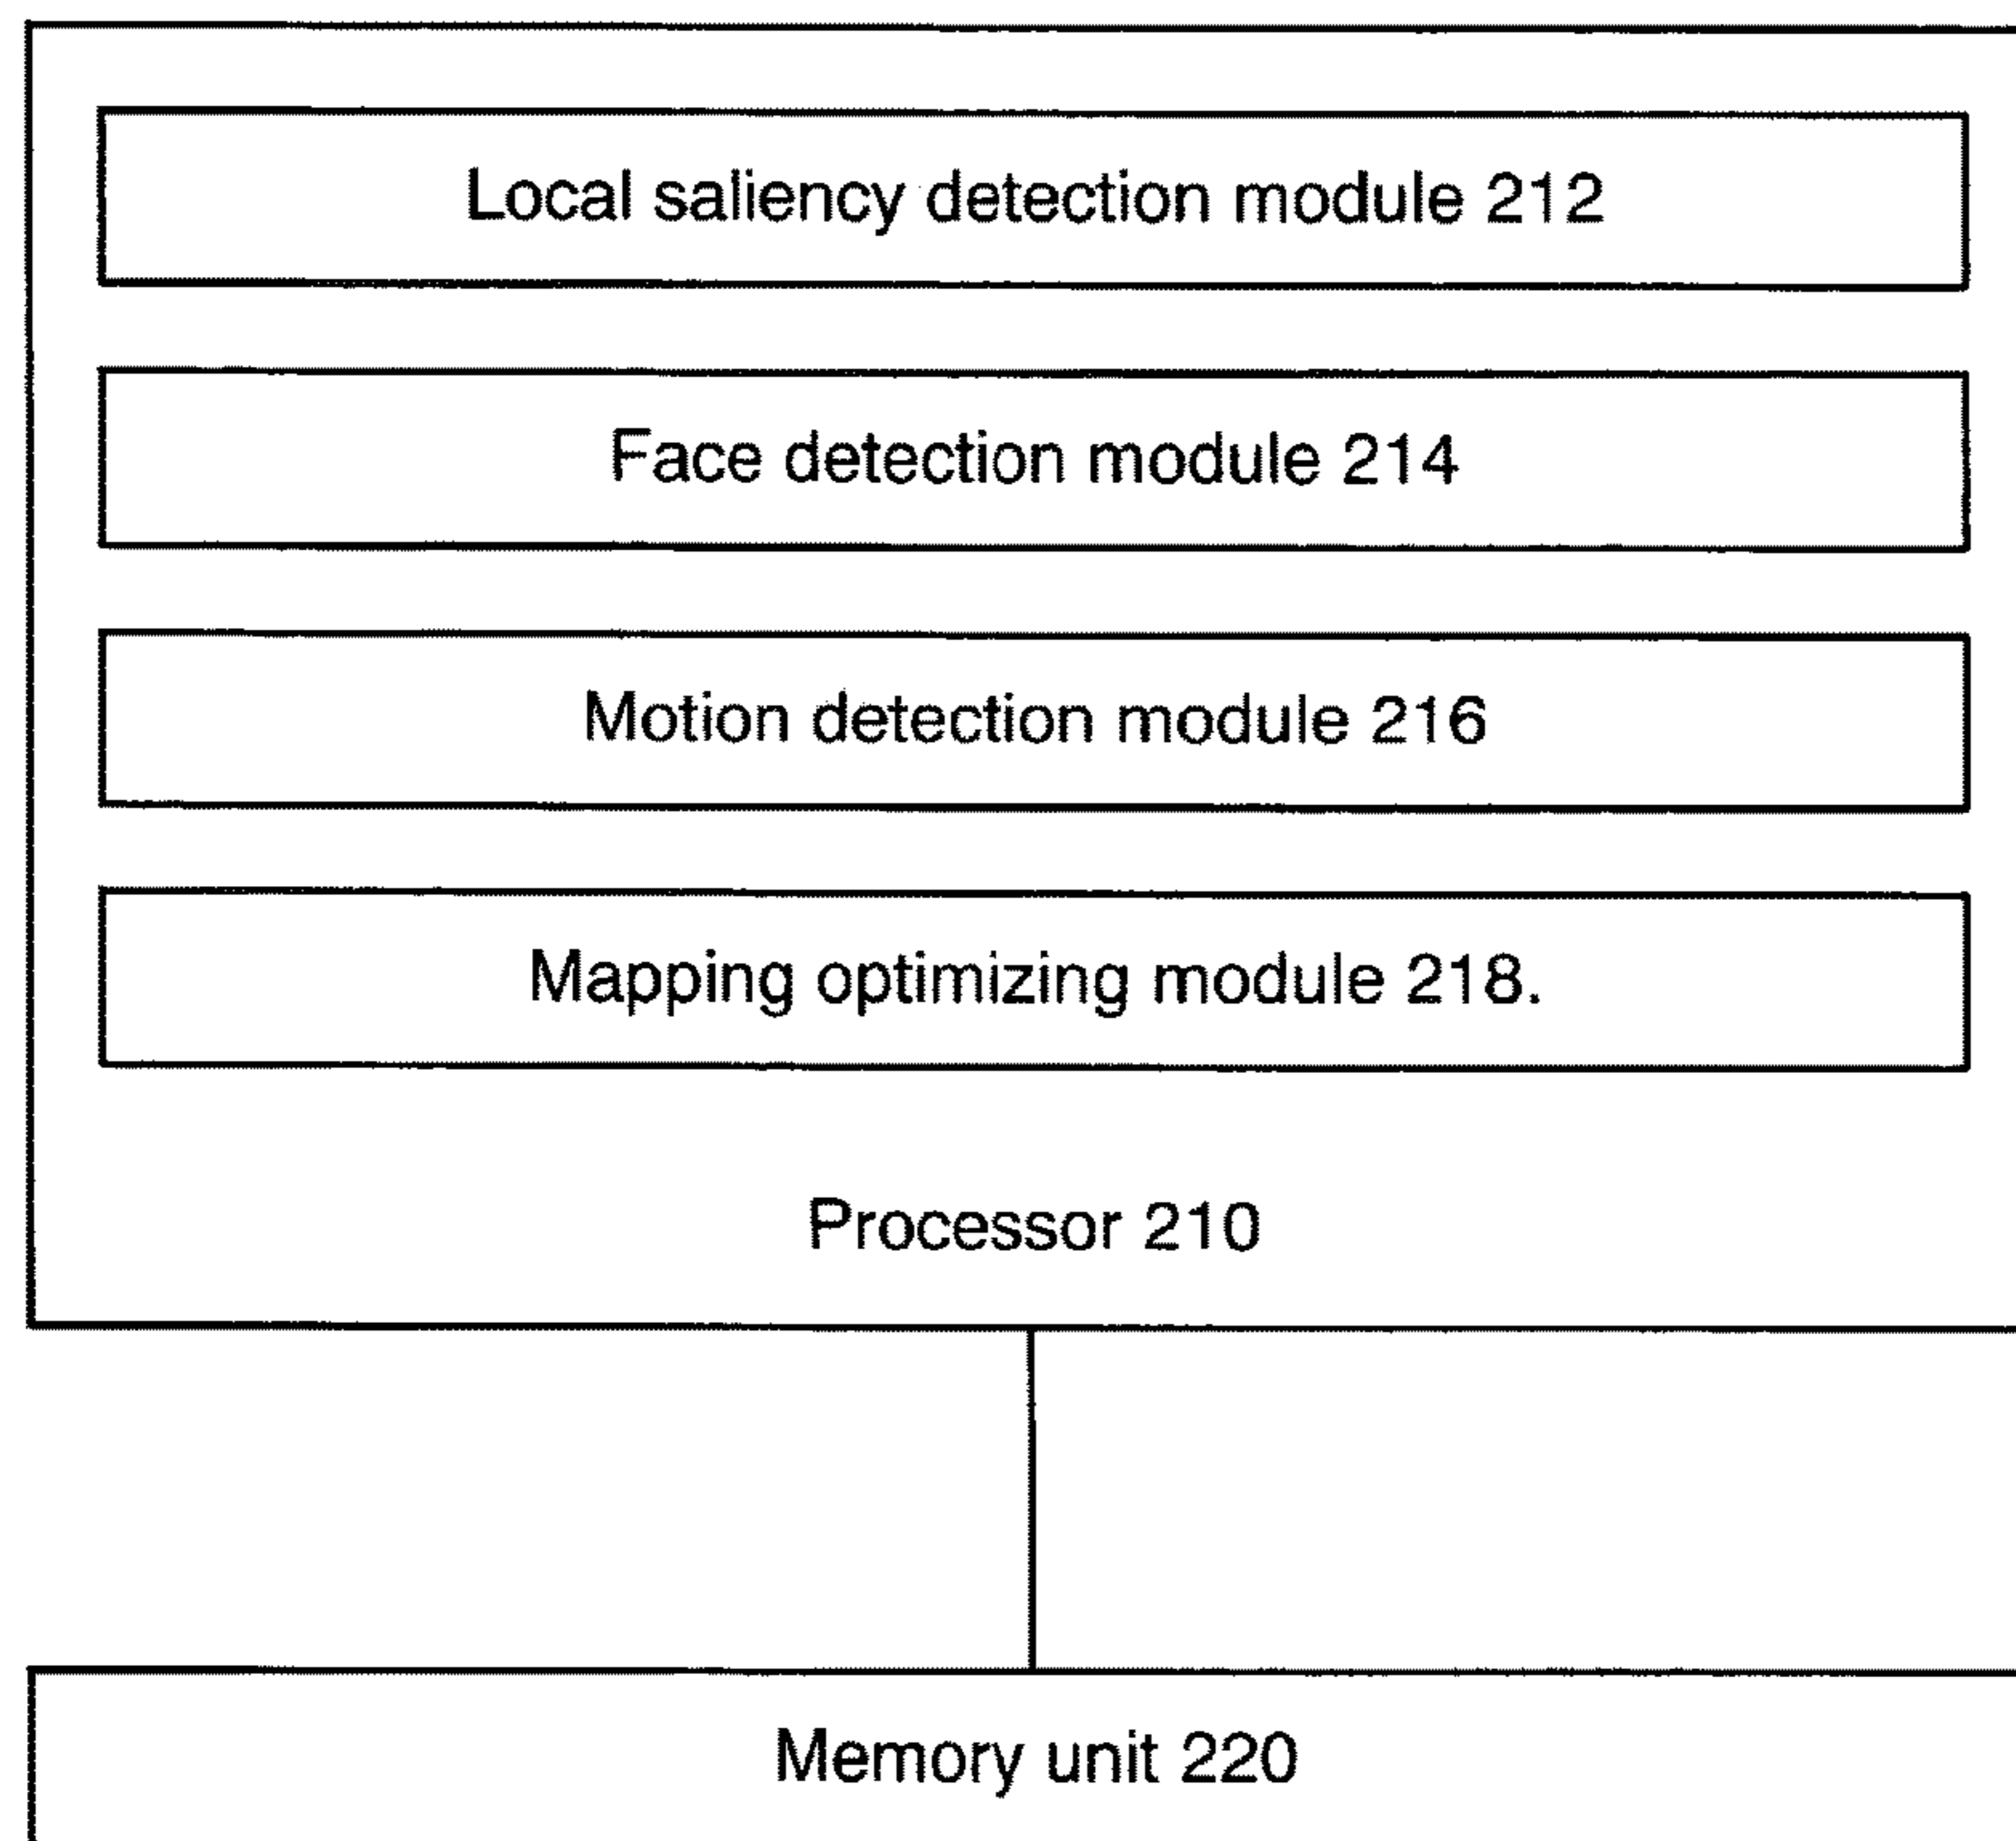 Local saliency detection module 212
Face detection module 214
Motion detection module 216
Mapping optimizing module 218.
Processor 210
Memory unit 220